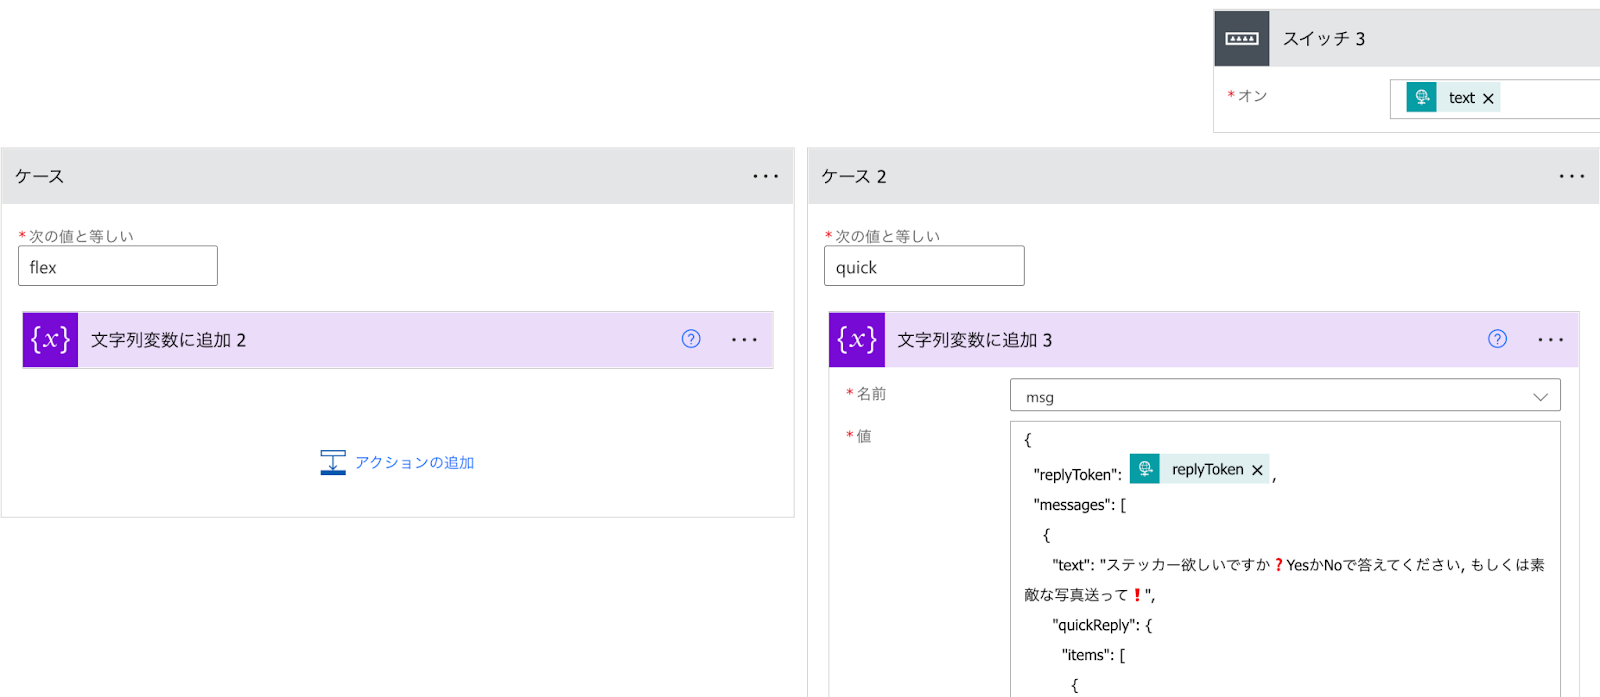 スイッチ 3
*オン
text ×
ケース
...
*次の値と等しい
flex
{x} 文字列変数に追加 2 ? ...
アクションの追加
ケース 2
...
*次の値と等しい
quick
{x} 文字列変数に追加 3 ? ...
*名前
msg
*値
{
"replyToken": replyToken × ,
"messages": [
{
"text": "ステッカー欲しいですか❓YesかNoで答えてください, もしくは素
敵な写真送って❗",
"quickReply": {
"items": [
{